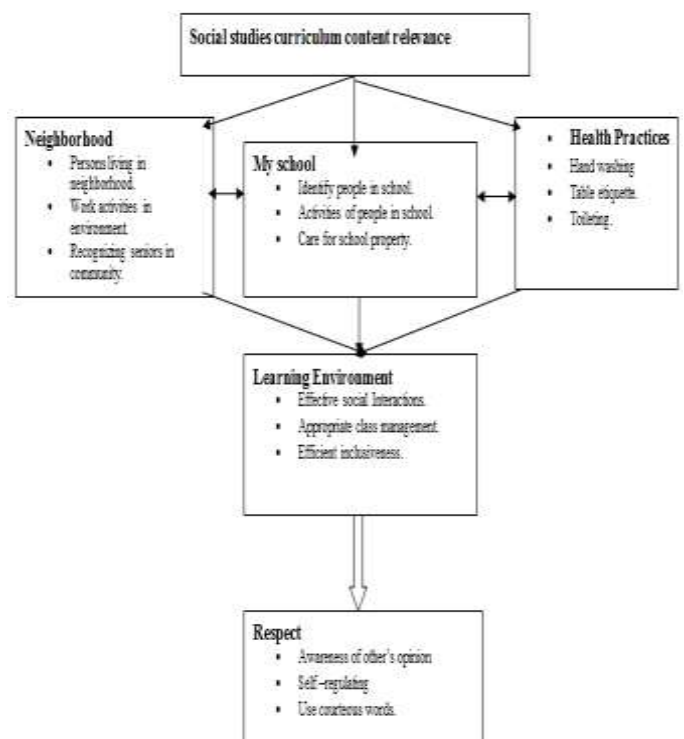 Social studies curriculum content relevance
Neighborhood
• Persons living in
neighborhood.
• Work activities in
environment.
• Recognizing seniors in
community.
My school
• Identify people in school.
• Activities of people in school.
• Care for school property.
• Health Practices
• Hand washing
• Table etiquette.
• Toileting.
Learning Environment
• Effective social Interactions.
• Appropriate class management.
• Efficient inclusiveness.
Respect
• Awareness of other's opinion
• Self –regulating
• Use courteous words.